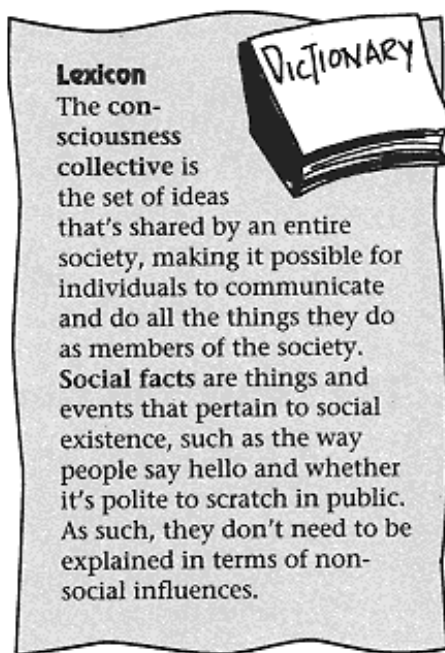 DICTIONARY
Lexicon
The con-
sciousness
collective is
the set of ideas
that's shared by an entire
society, making it possible for
individuals to communicate
and do all the things they do
as members of the society.
Social facts are things and
events that pertain to social
existence, such as the way
people say hello and whether
it's polite to scratch in public.
As such, they don't need to be
explained in terms of non-
social influences.